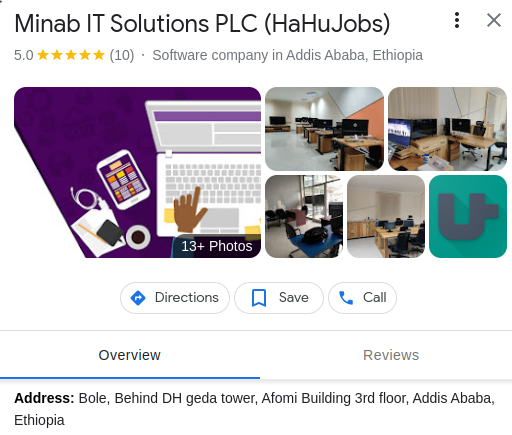 Minab IT Solutions PLC (HaHuJobs)
5.0 (10) · Software company in Addis Ababa, Ethiopia
13+ Photos
Directions Save Call
Overview Reviews
Address: Bole, Behind DH geda tower, Afomi Building 3rd floor, Addis Ababa,
Ethiopia